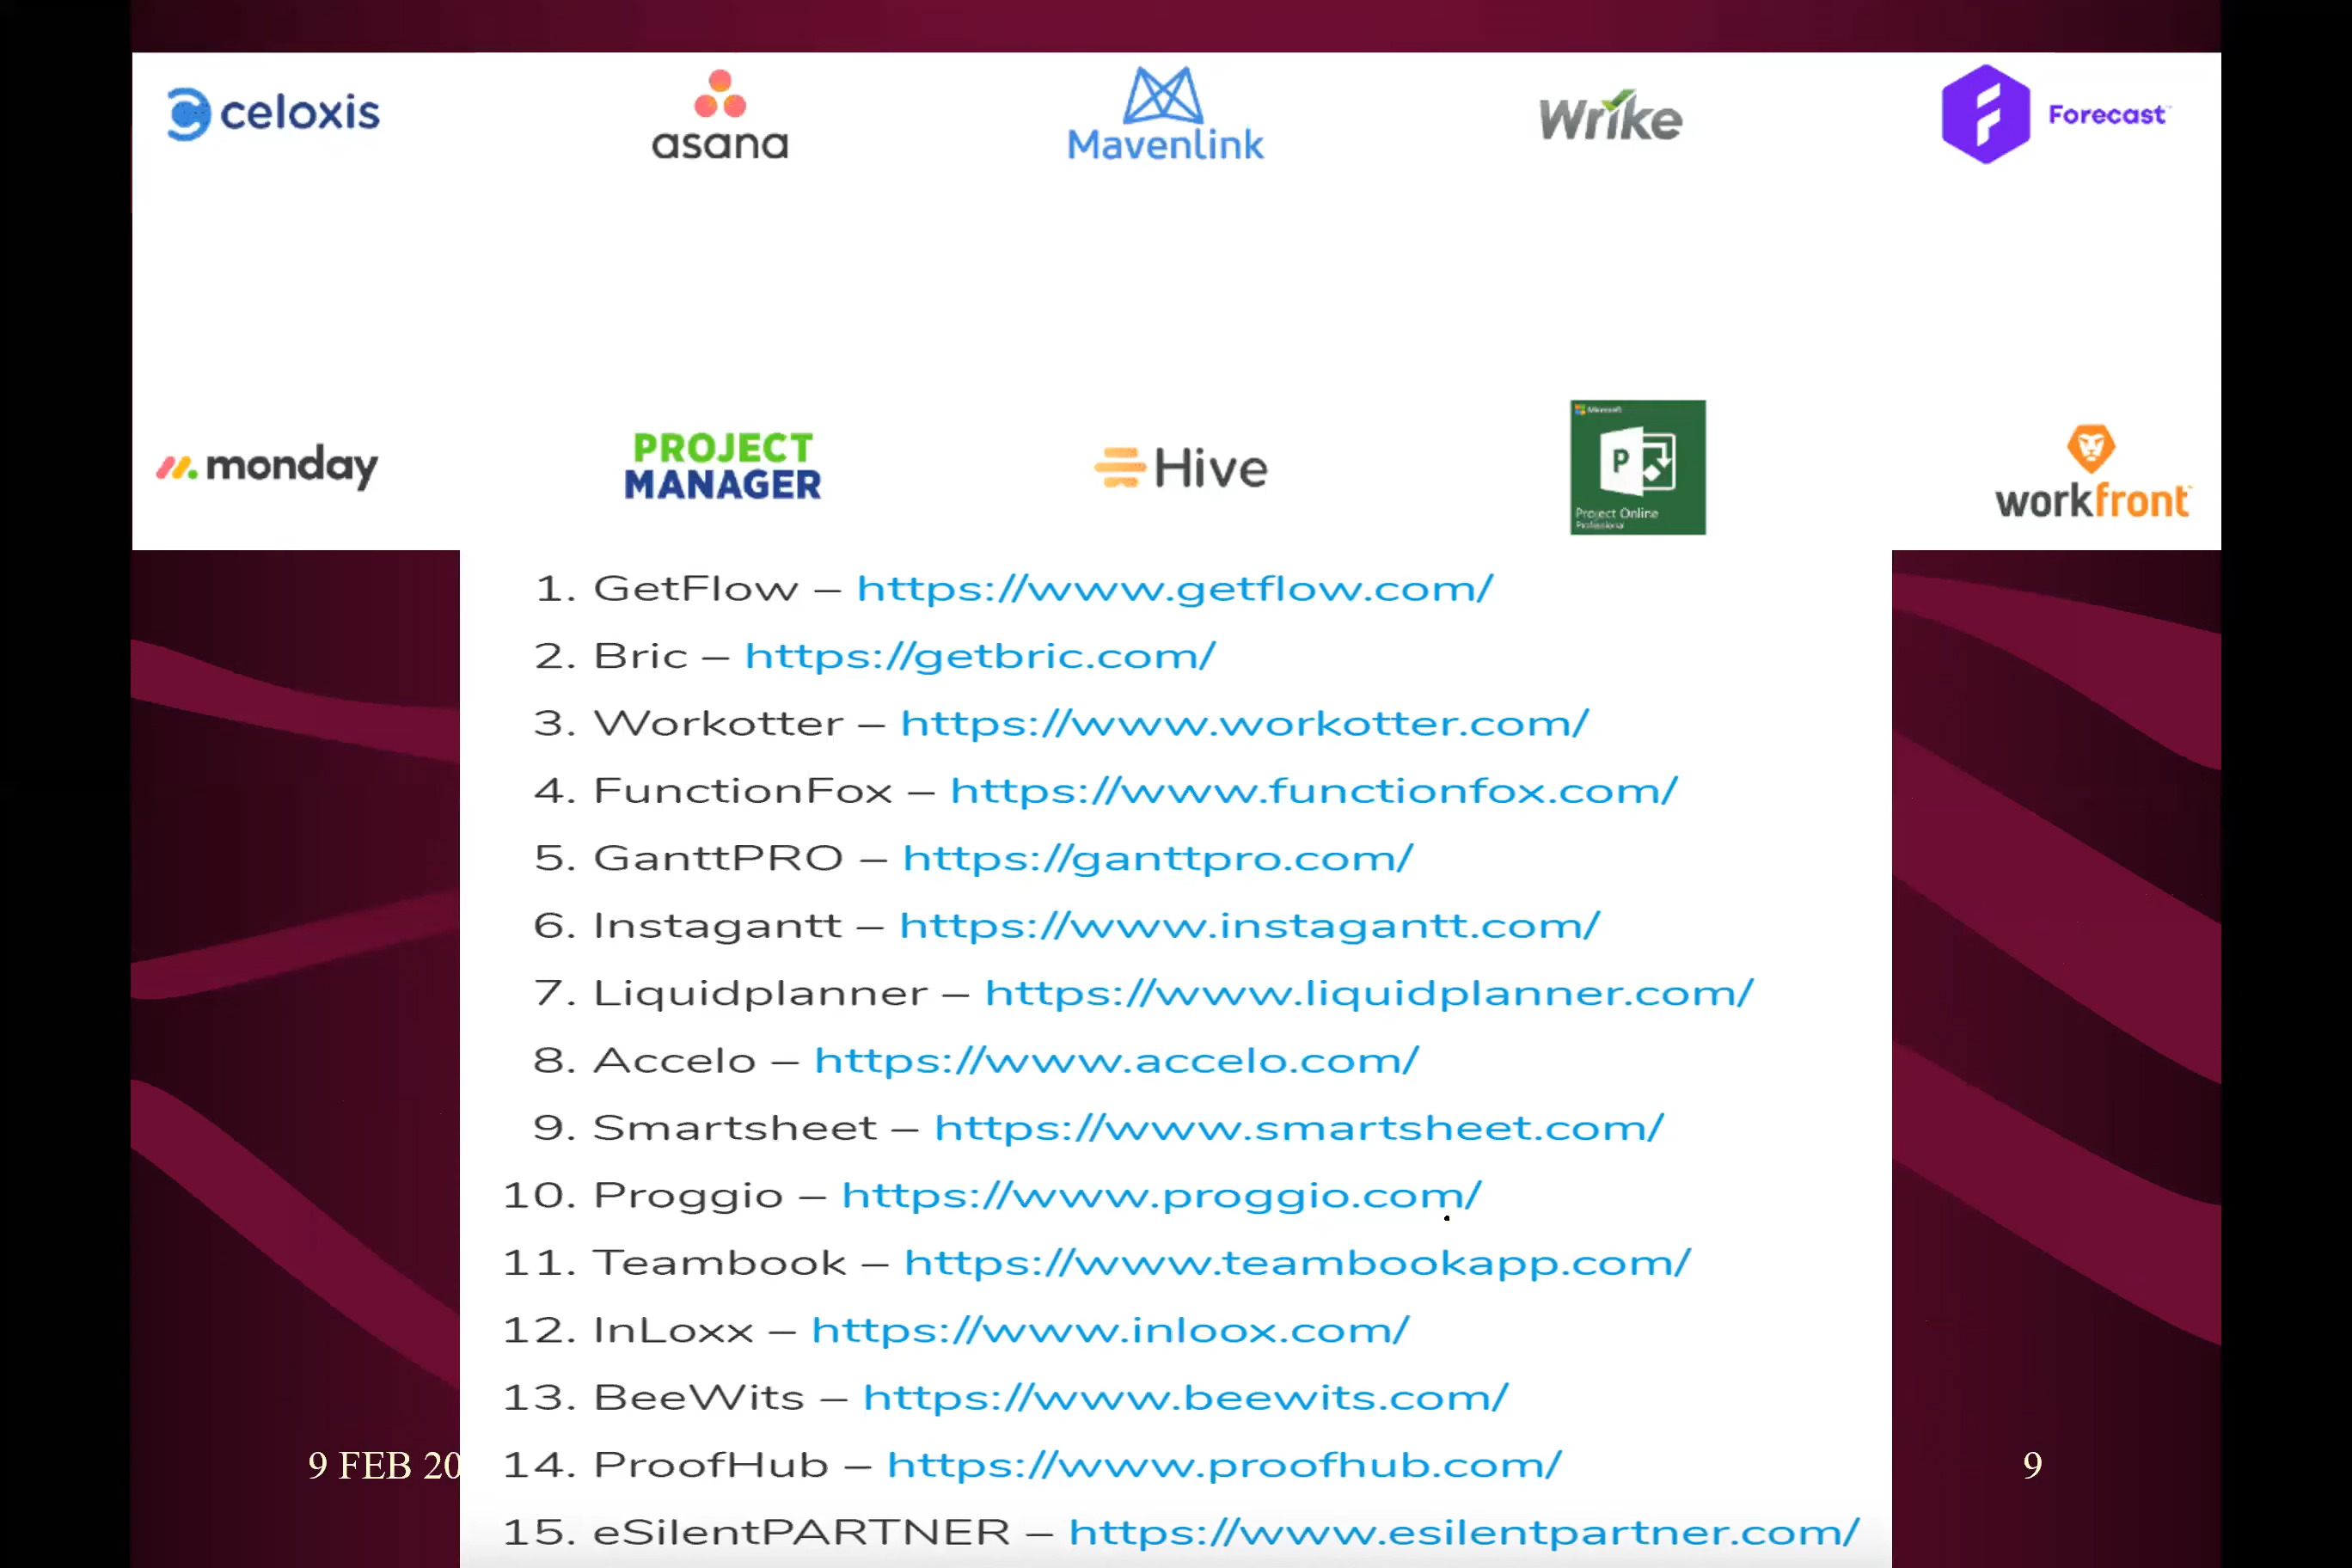 celoxis
asana
Mavenlink
Wrike
Forecast
monday
PROJECT
MANAGER
Hive
Microsoft
P
Project Online
Professional
workfront
1. GetFlow – https://www.getflow.com/
2. Bric – https://getbric.com/
3. Workotter – https://www.workotter.com/
4. FunctionFox – https://www.functionfox.com/
5. GanttPRO – https://ganttpro.com/
6. Instagantt – https://www.instagantt.com/
7. Liquidplanner – https://www.liquidplanner.com/
8. Accelo – https://www.accelo.com/
9. Smartsheet – https://www.smartsheet.com/
10. Proggio – https://www.proggio.com/
11. Teambook – https://www.teambookapp.com/
12. InLoxx – https://www.inloox.com/
13. BeeWits – https://www.beewits.com/
14. ProofHub – https://www.proofhub.com/
15. eSilentPARTNER – https://www.esilentpartner.com/
9 FEB 20
9